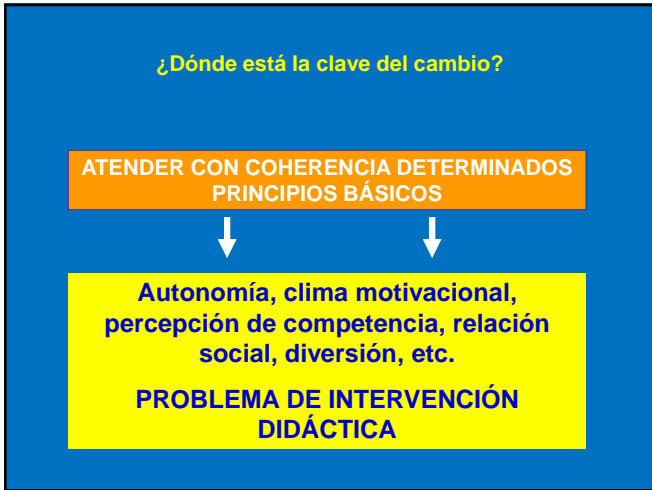 ¿Dónde está la clave del cambio?
ATENDER CON COHERENCIA DETERMINADOS
PRINCIPIOS BÁSICOS
Autonomía, clima motivacional,
percepción de competencia, relación
social, diversión, etc.
PROBLEMA DE INTERVENCIÓN
DIDÁCTICA